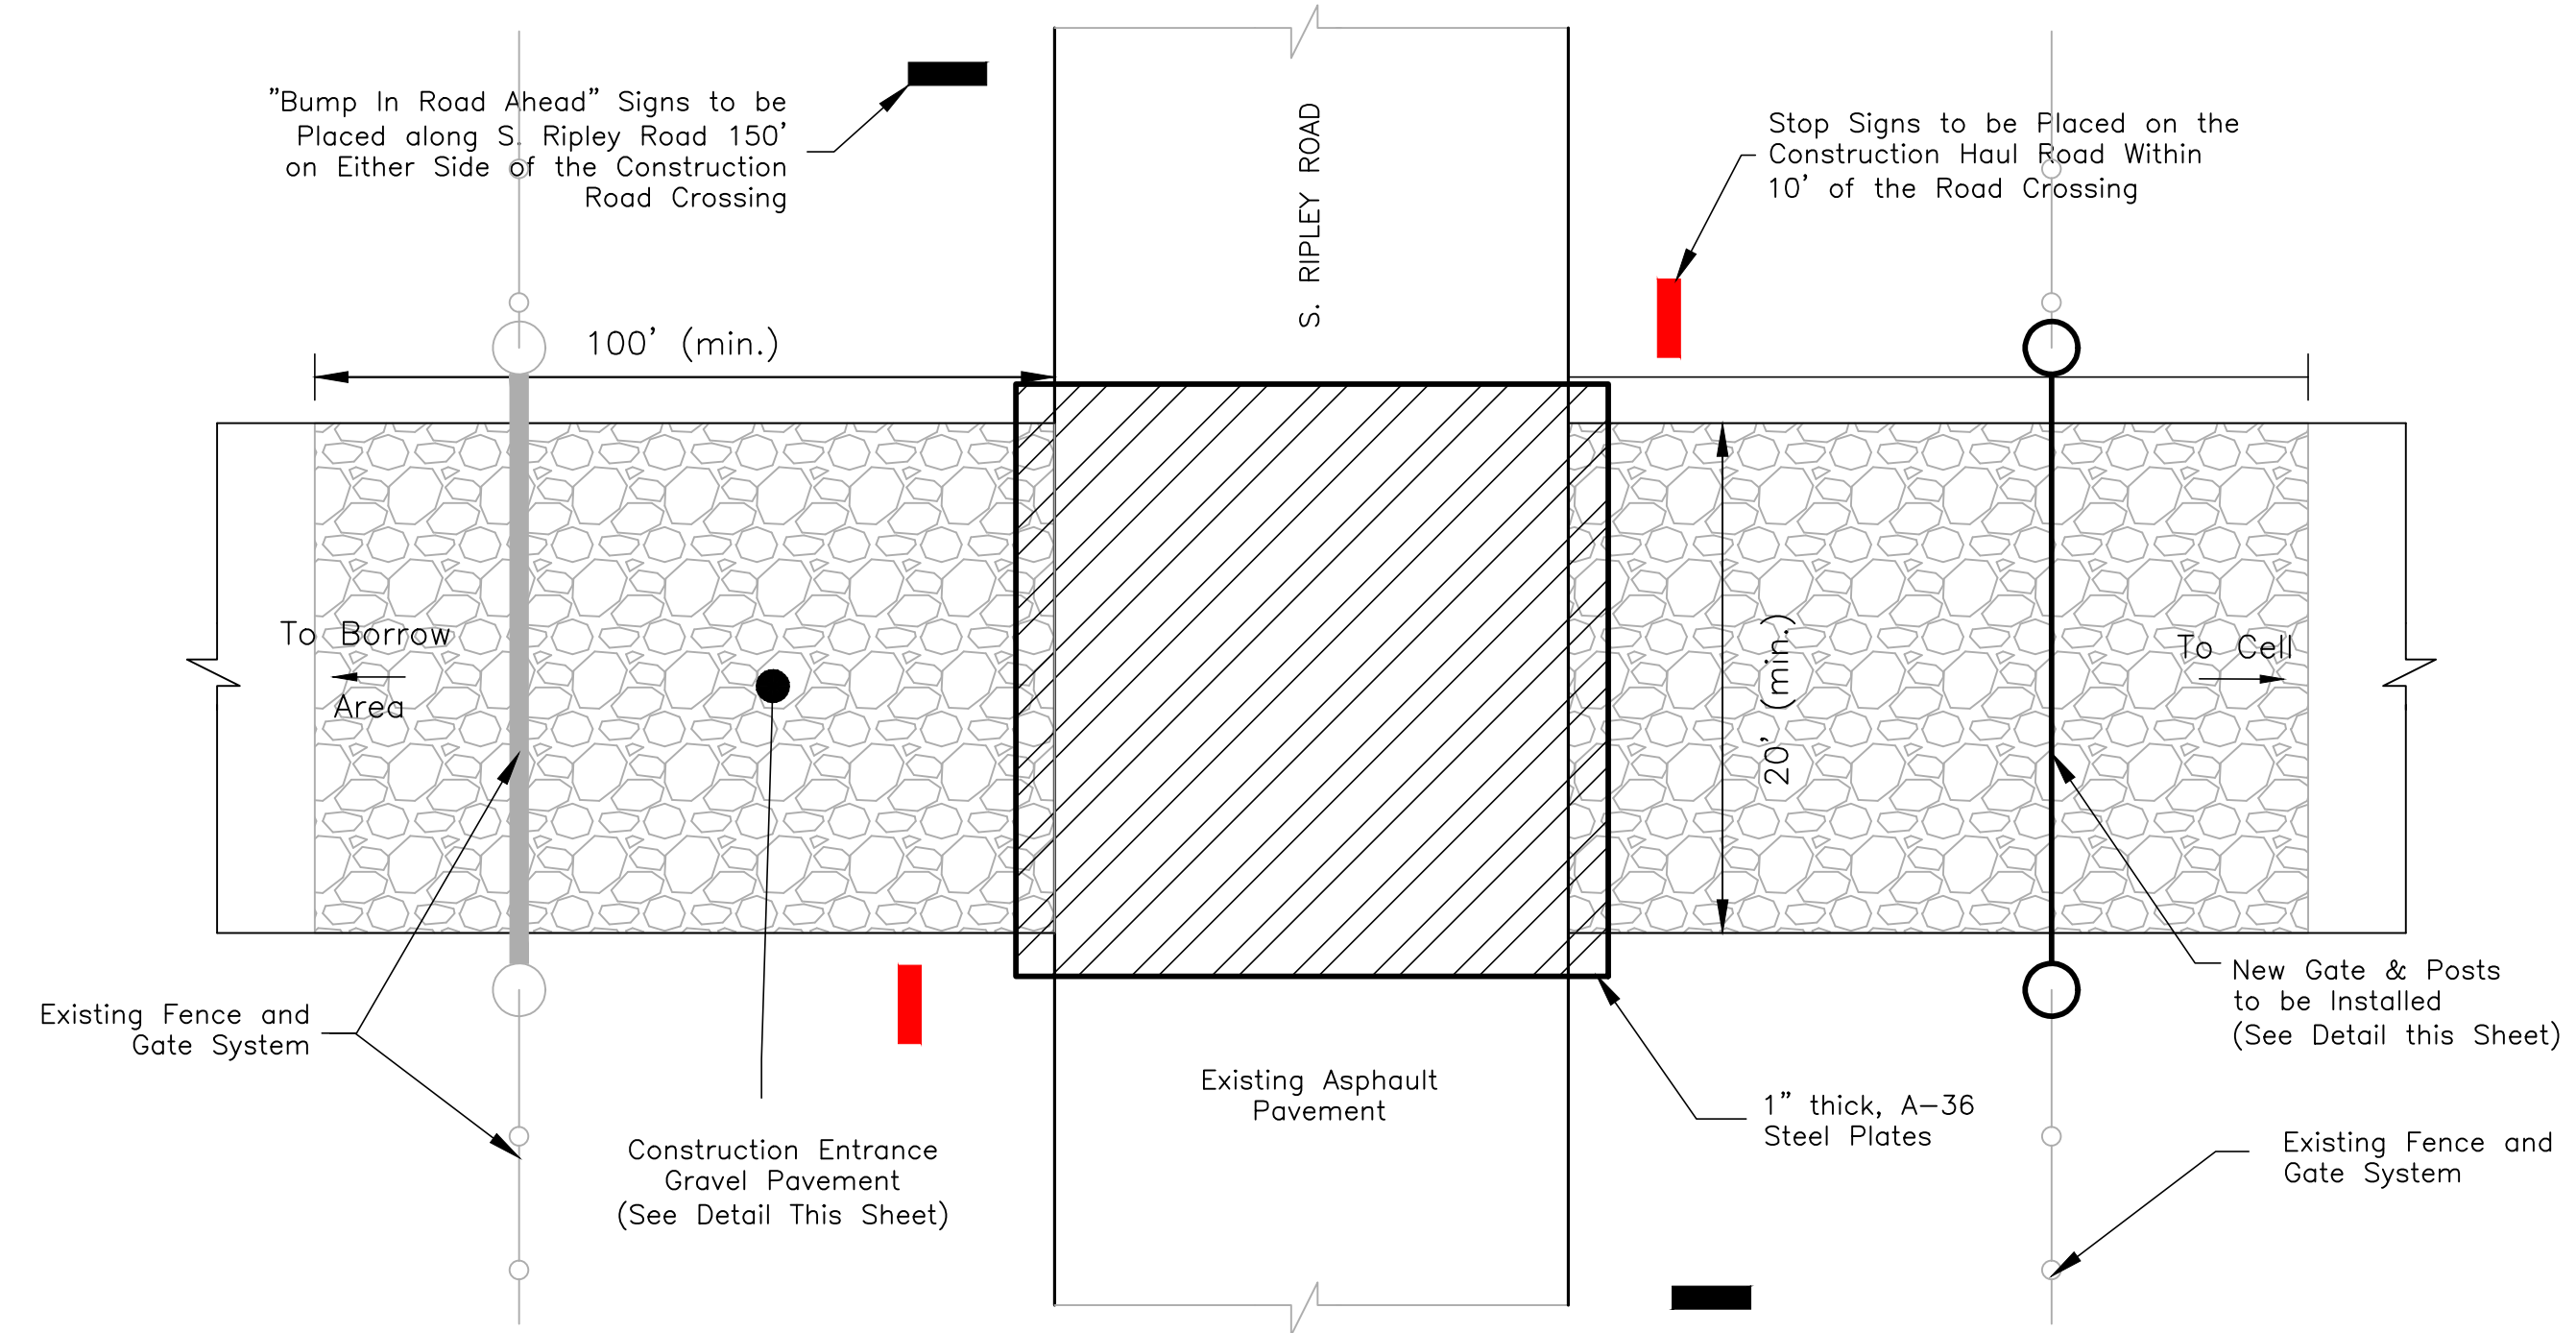 "Bump In Road Ahead" Signs to be
Placed along S. Ripley Road 150'
on Either Side of the Construction
Road Crossing
S. RIPLEY ROAD
Stop Signs to be Placed on the
Construction Haul Road Within
10' of the Road Crossing
100' (min.)
To Borrow
Area
20' (min.)
To Cell
Existing Fence and
Gate System
Construction Entrance
Gravel Pavement
(See Detail This Sheet)
Existing Asphault
Pavement
1" thick, A-36
Steel Plates
New Gate & Posts
to be Installed
(See Detail this Sheet)
Existing Fence and
Gate System